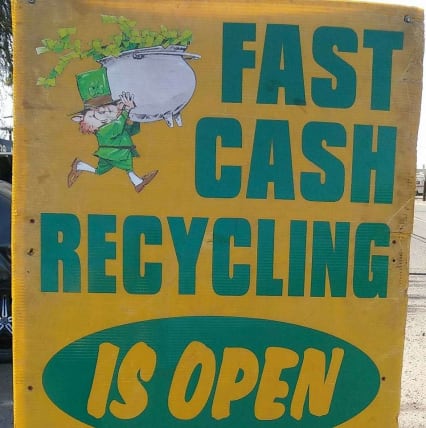 FAST
CASH
RECYCLING
IS OPEN